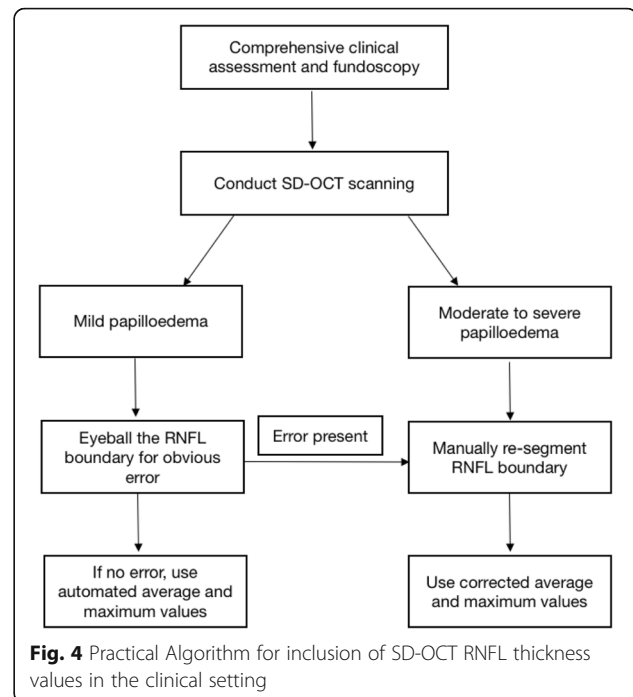 Comprehensive clinical
assessment and fundoscopy
Conduct SD-OCT scanning
Mild papilloedema
Moderate to severe
papilloedema
Eyeball the RNFL
boundary for obvious
error
Error present
Manually re-segment
RNFL boundary
If no error, use
automated average and
maximum values
Use corrected average
and maximum values
Fig. 4 Practical Algorithm for inclusion of SD-OCT RNFL thickness
values in the clinical setting